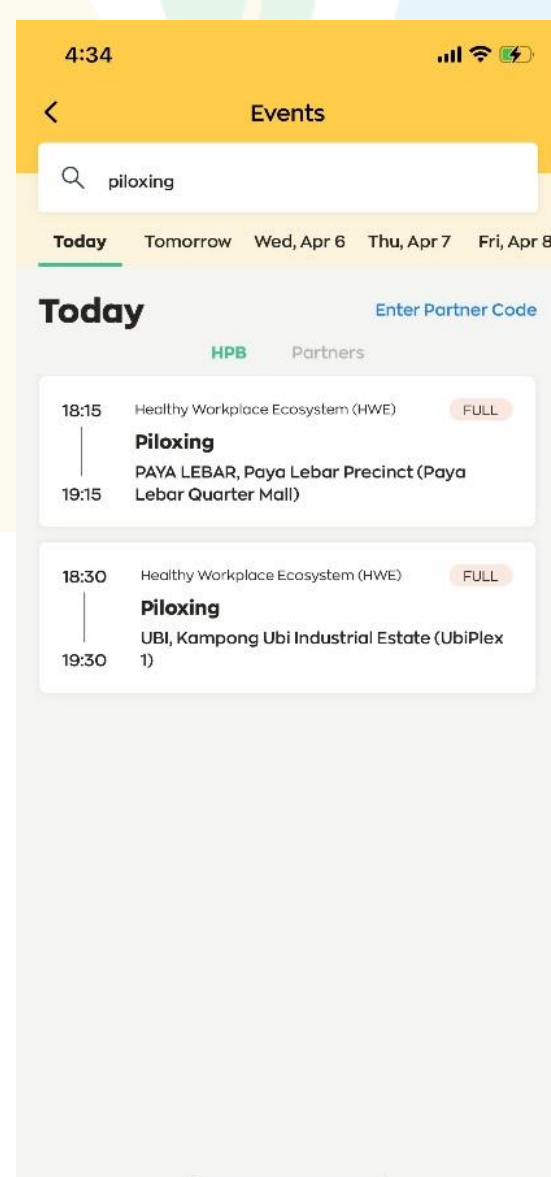 4:34
Events
piloxing
Today Tomorrow Wed, Apr 6 Thu, Apr 7 Fri, Apr 8
Today Enter Partner Code
HPB Partners
18:15 Healthy Workplace Ecosystem (HWE) FULL
Piloxing
PAYA LEBAR, Paya Lebar Precinct (Paya
19:15 Lebar Quarter Mall)
18:30 Healthy Workplace Ecosystem (HWE) FULL
Piloxing
UBI, Kampong Ubi Industrial Estate (UbiPlex
19:30 1)